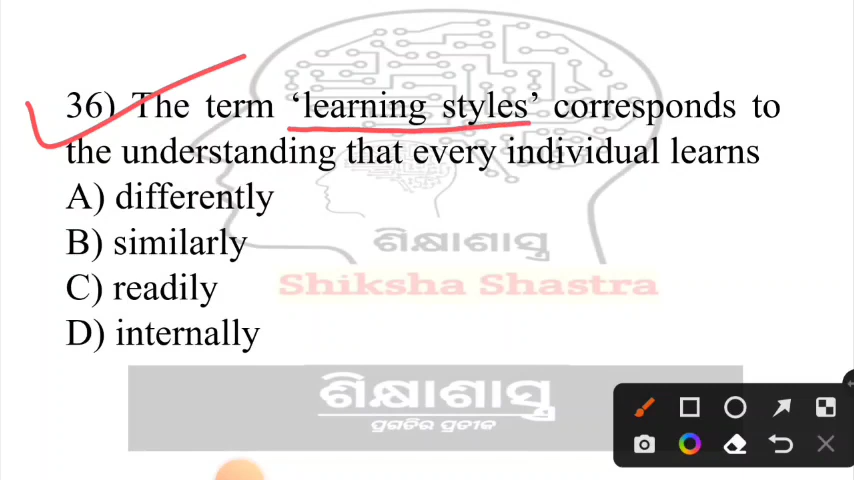 36) The term ‘learning styles’ corresponds to
the understanding that every individual learns
A) differently
B) similarly
C) readily
D) internally
ଶିକ୍ଷାଶାସ୍ତ୍ର
Shiksha Shastra
ଶିକ୍ଷାଶାସ୍ତ୍ର
ପ୍ରଗତିର ପ୍ରତୀକ